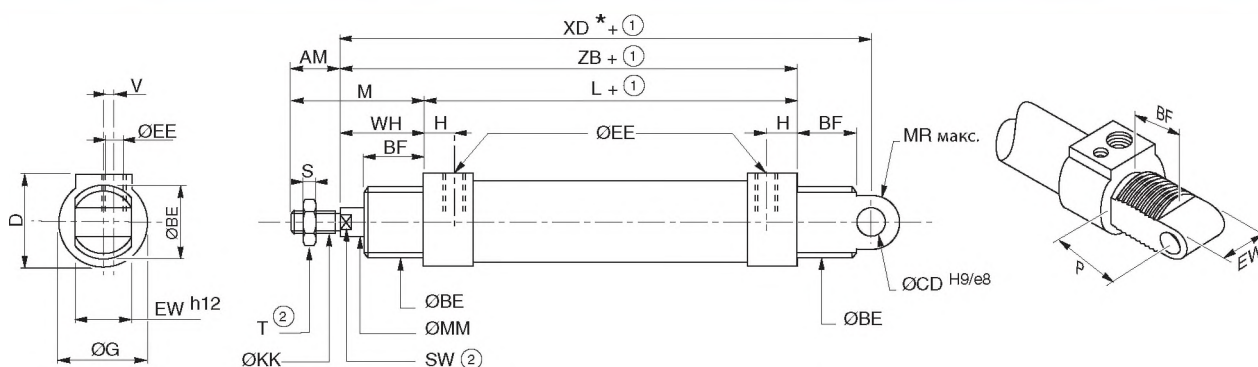 XD * + ①
AM
ZB + ①
V
M
L + ①
ØEE
WH
H
ØEE
H
BF
MR макс.
BF
BF
S
D
ØBE
EW h12
ØG
T ②
ØKK
ØBE
ØMM
SW ②
ØCD H9/e8
ØBE
P
EW